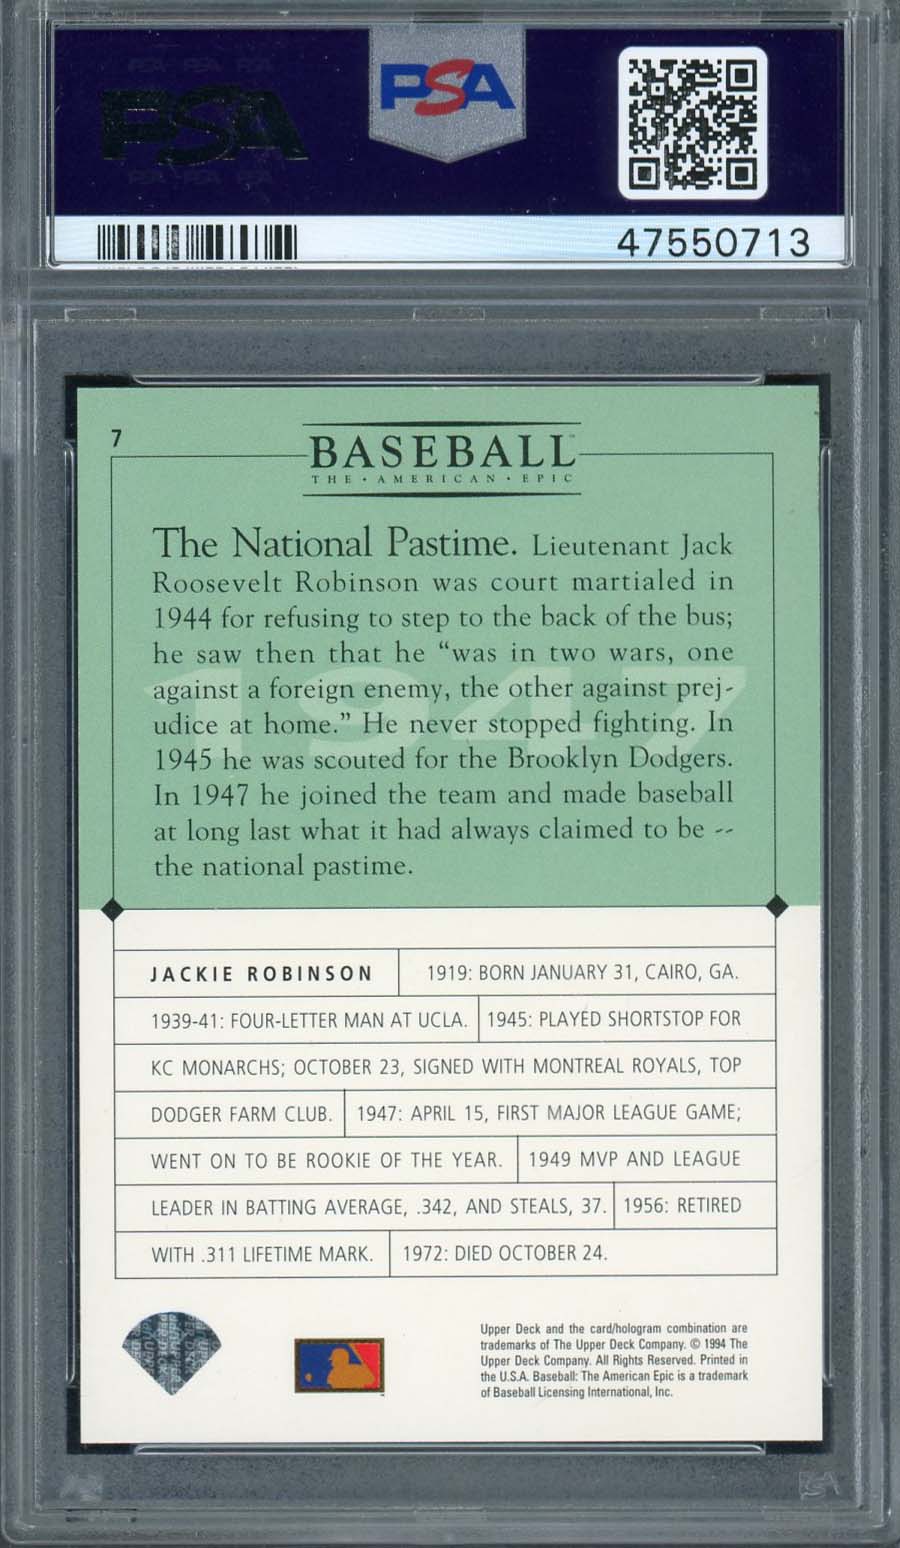 PSA
PSA
47550713
7
BASEBALL™
THE · AMERICAN · EPIC
1947
The National Pastime. Lieutenant Jack
Roosevelt Robinson was court martialed in
1944 for refusing to step to the back of the bus;
he saw then that he “was in two wars, one
against a foreign enemy, the other against prej-
udice at home.” He never stopped fighting. In
1945 he was scouted for the Brooklyn Dodgers.
In 1947 he joined the team and made baseball
at long last what it had always claimed to be --
the national pastime.
JACKIE ROBINSON 1919: BORN JANUARY 31, CAIRO, GA.
1939-41: FOUR-LETTER MAN AT UCLA. 1945: PLAYED SHORTSTOP FOR
KC MONARCHS; OCTOBER 23, SIGNED WITH MONTREAL ROYALS, TOP
DODGER FARM CLUB. 1947: APRIL 15, FIRST MAJOR LEAGUE GAME;
WENT ON TO BE ROOKIE OF THE YEAR. 1949 MVP AND LEAGUE
LEADER IN BATTING AVERAGE, .342, AND STEALS, 37. 1956: RETIRED
WITH .311 LIFETIME MARK. 1972: DIED OCTOBER 24.
Upper Deck and the card/hologram combination are
trademarks of The Upper Deck Company. © 1994 The
Upper Deck Company. All Rights Reserved. Printed in
the U.S.A. Baseball: The American Epic is a trademark
of Baseball Licensing International, Inc.